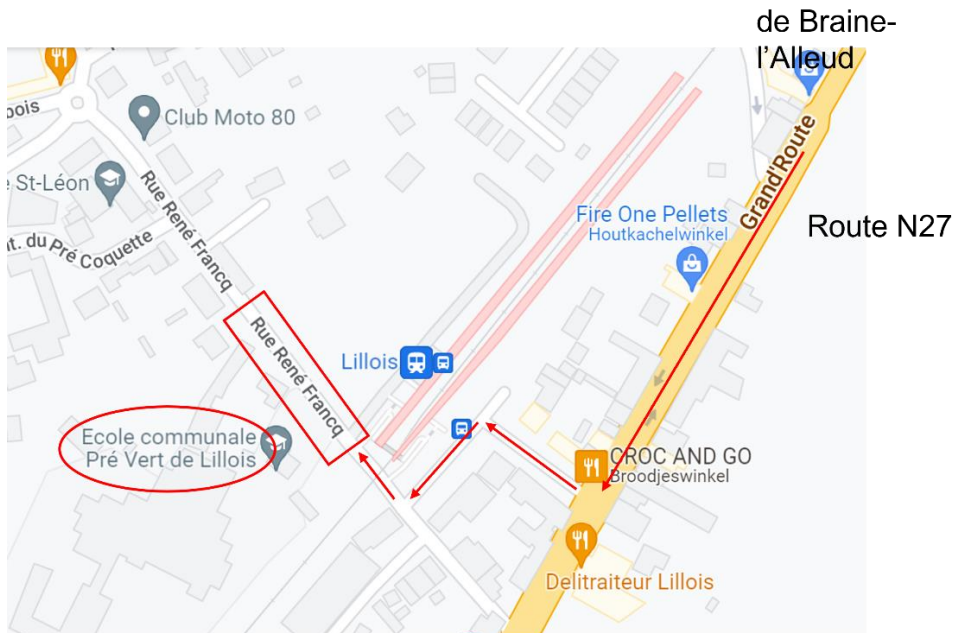 de Braine-
l'Alleud
bois
Club Moto 80
St-Léon
Rue René Francq
Grand'Route
Fire One Pellets
Houtkachelwinkel
Route N27
nt. du Pré Coquette
Rue René Francq
Lillois
Ecole communale
Pré Vert de Lillois
CROC AND GO
Broodjeswinkel
Delitraiteur Lillois